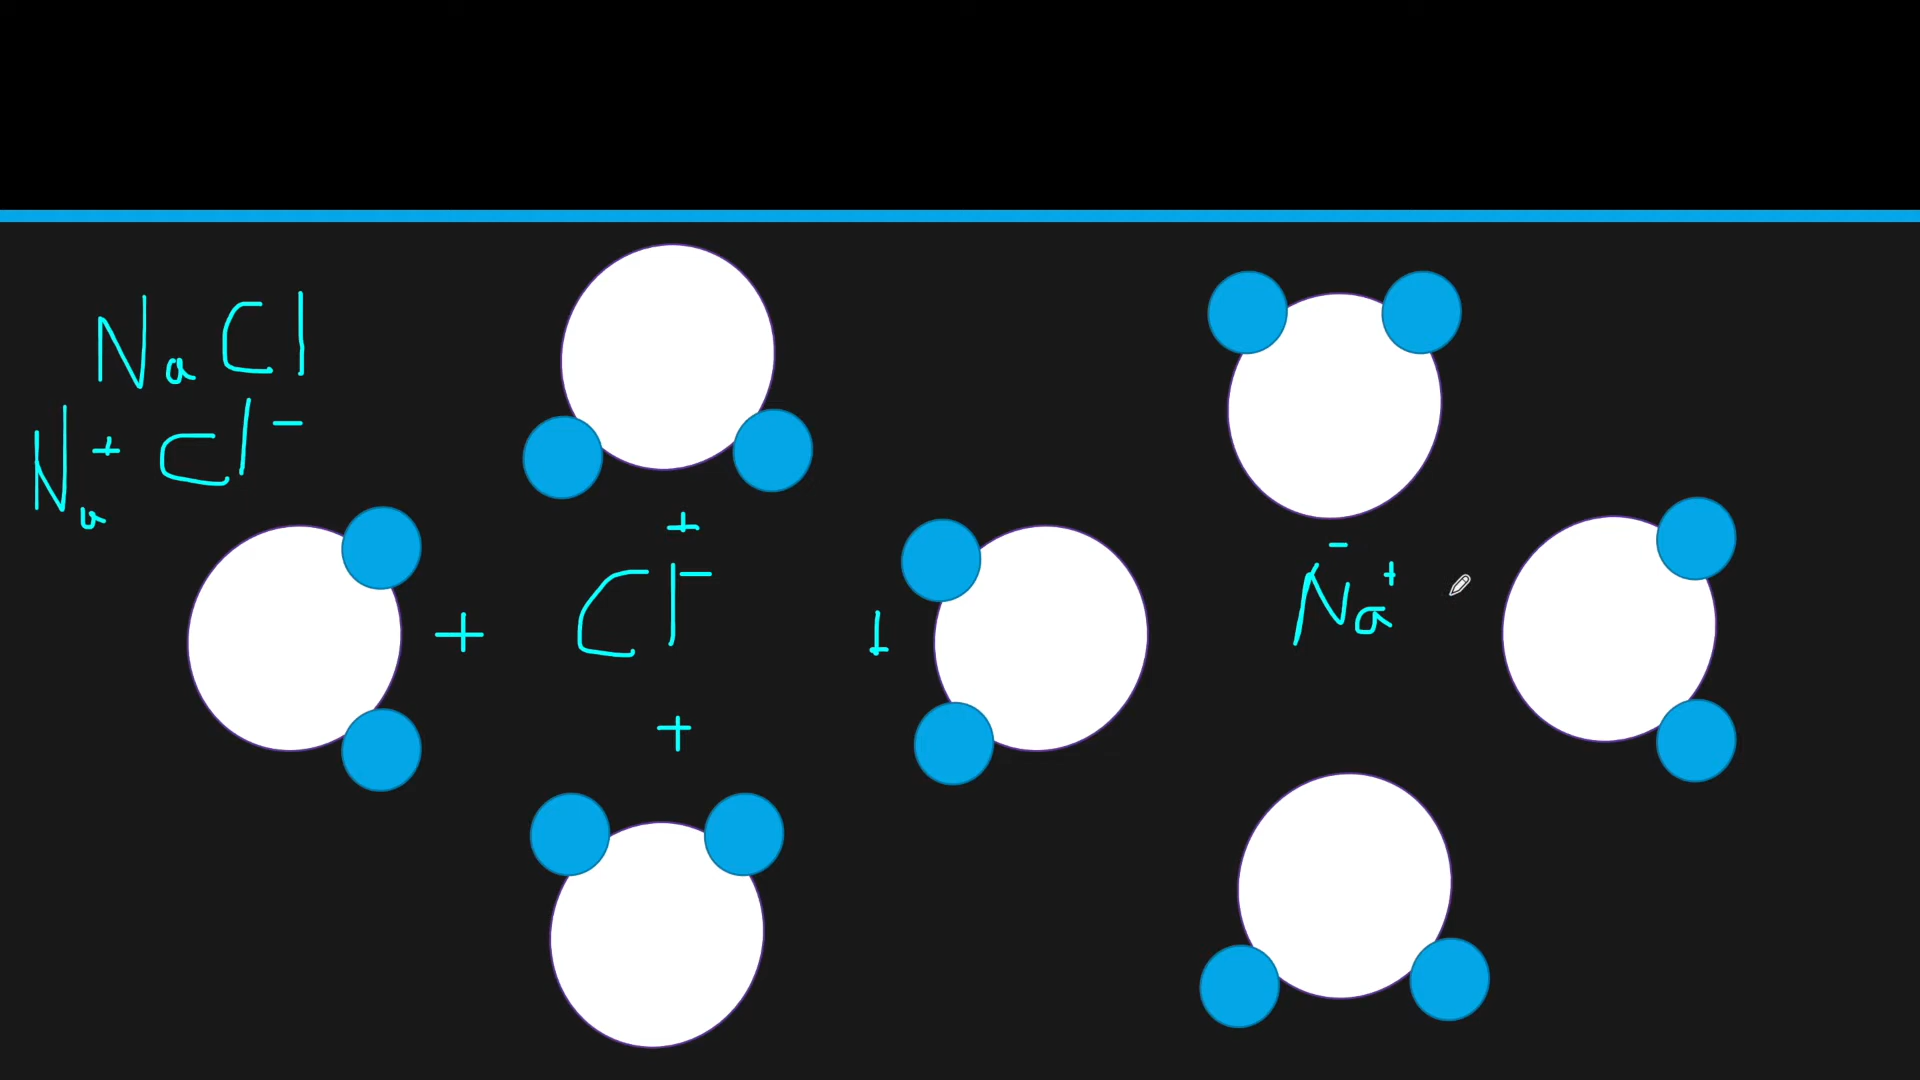 NaCl
Na+ Cl-
+
-
Cl-
Na+
+
+
+